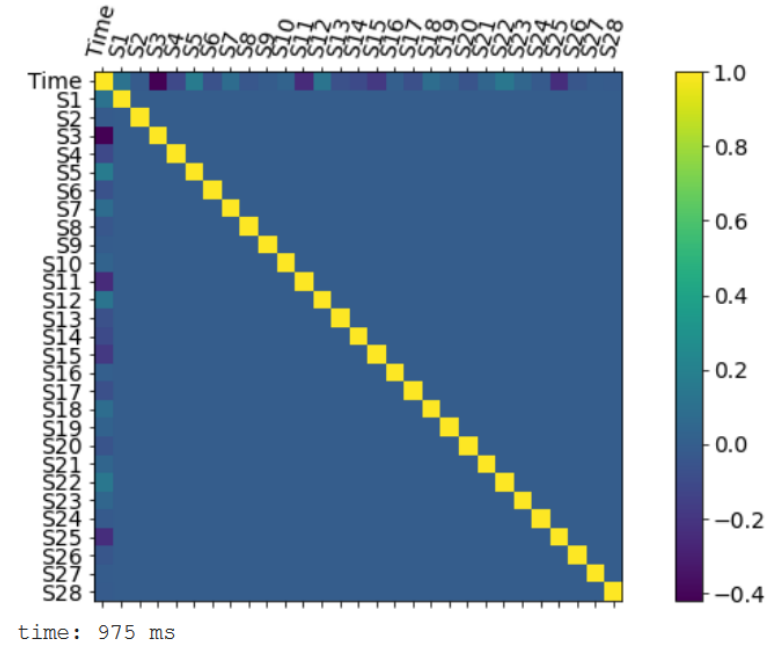 Time S1 S2 S3 S4 S5 S6 S7 S8 S9 S10 S11 S12 S13 S14 S15 S16 S17 S18 S19 S20 S21 S22 S23 S24 S25 S26 S27 S28
Time
S1
S2
S3
S4
S5
S6
S7
S8
S9
S10
S11
S12
S13
S14
S15
S16
S17
S18
S19
S20
S21
S22
S23
S24
S25
S26
S27
S28
1.0
0.8
0.6
0.4
0.2
0.0
−0.2
−0.4
time: 975 ms